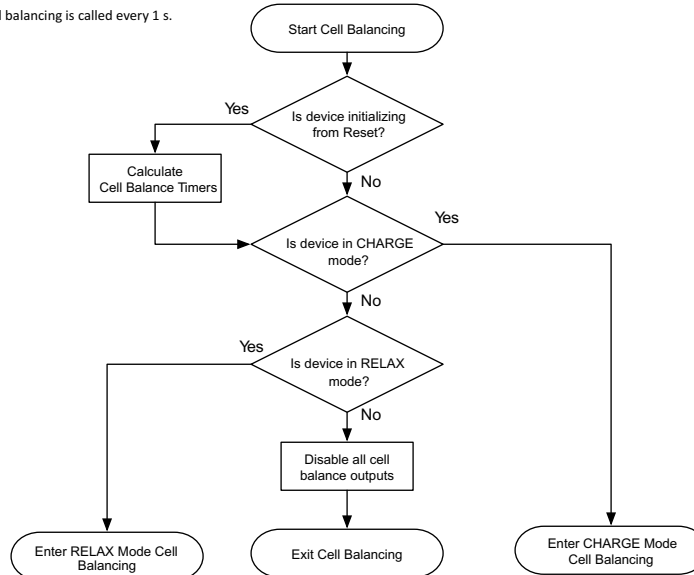 l balancing is called every 1 s.
Start Cell Balancing
Is device initializing
from Reset?
Yes
No
Calculate
Cell Balance Timers
Is device in CHARGE
mode?
Yes
No
Is device in RELAX
mode?
Yes
No
Disable all cell
balance outputs
Enter RELAX Mode Cell
Balancing
Exit Cell Balancing
Enter CHARGE Mode
Cell Balancing